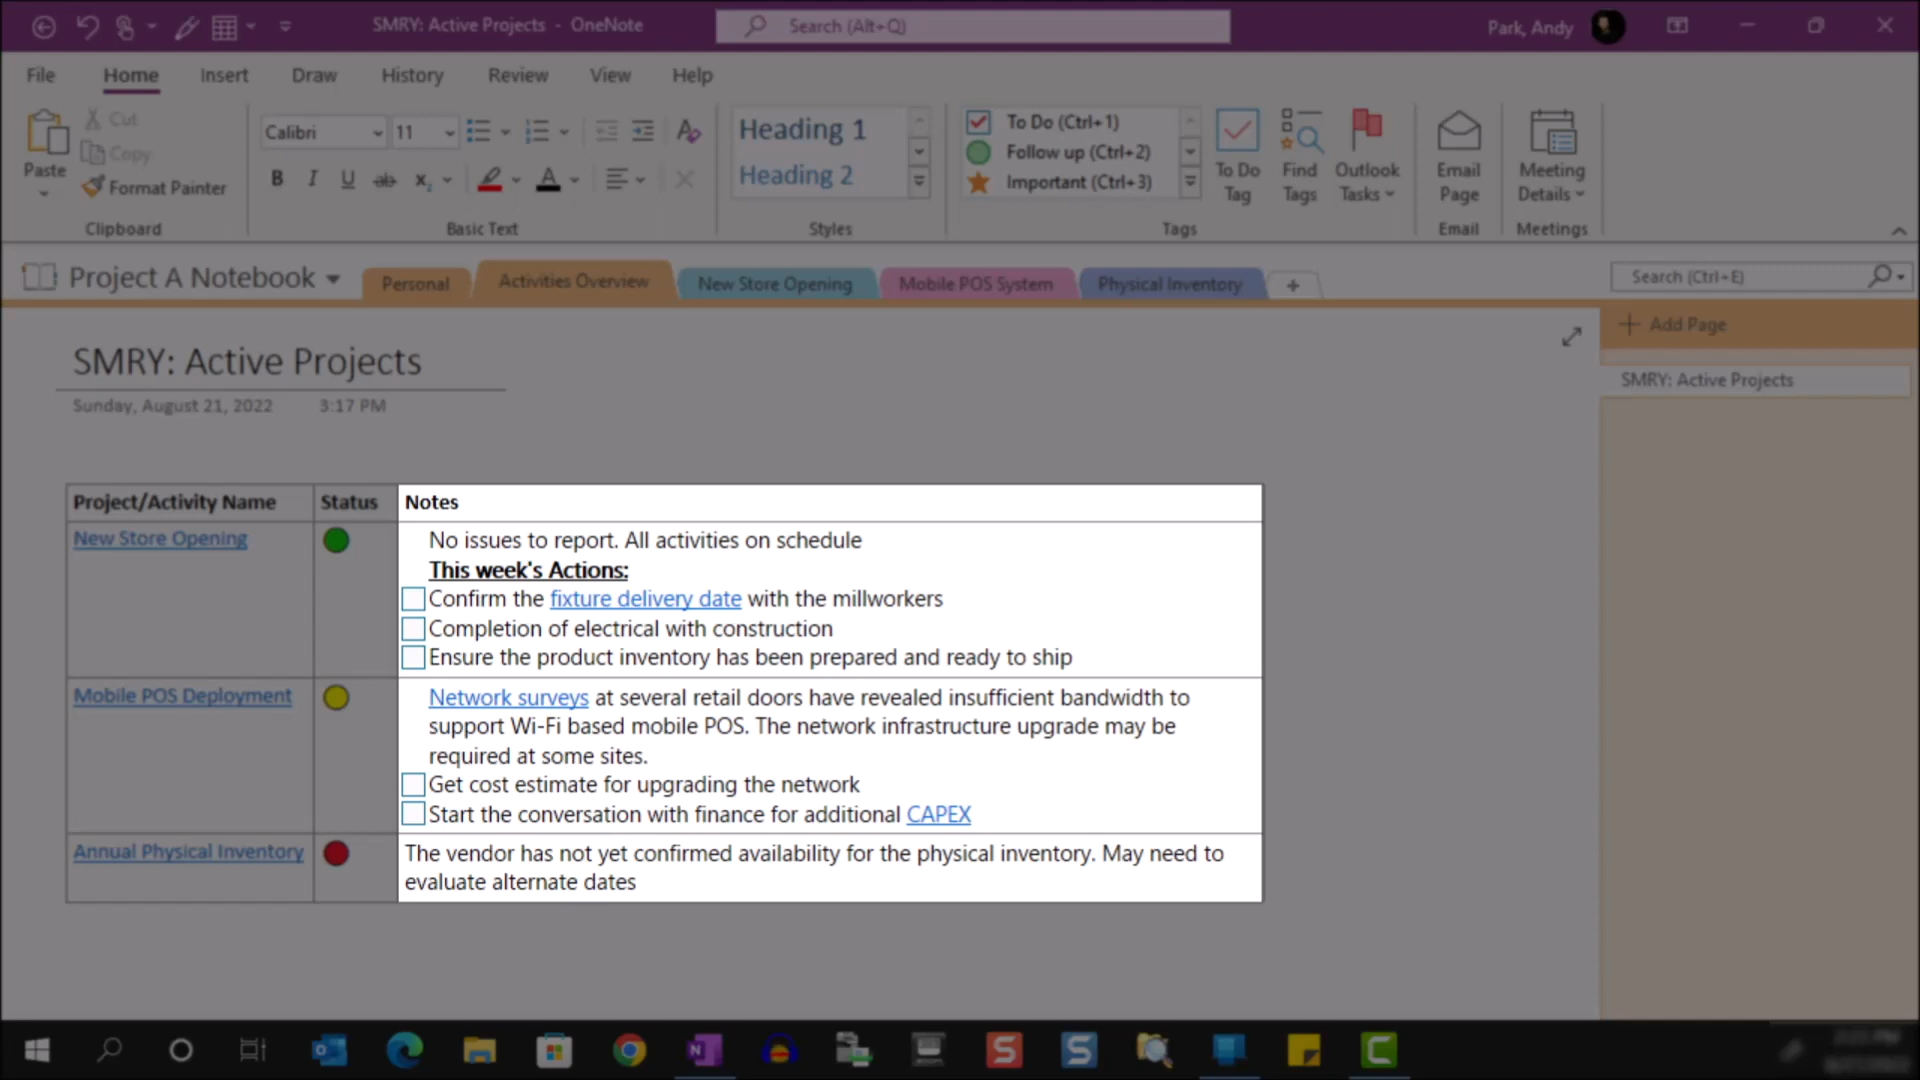 SMRY: Active Projects - OneNote
Search (Alt+Q)
Park, Andy
File Home Insert Draw History Review View Help
Paste
Cut
Copy
Format Painter
Clipboard
Calibri 11
B I U ab x₂ A
Basic Text
Heading 1
Heading 2
Styles
To Do (Ctrl+1)
Follow up (Ctrl+2)
Important (Ctrl+3)
To Do Tag
Find Tags
Outlook Tasks
Tags
Email Page
Email
Meeting Details
Meetings
Project A Notebook
Personal
Activities Overview
New Store Opening
Mobile POS System
Physical Inventory
+
Search (Ctrl+E)
Add Page
SMRY: Active Projects
SMRY: Active Projects
Sunday, August 21, 2022 3:17 PM
Project/Activity Name Status Notes
New Store Opening
No issues to report. All activities on schedule
This week's Actions:
Confirm the fixture delivery date with the millworkers
Completion of electrical with construction
Ensure the product inventory has been prepared and ready to ship
Mobile POS Deployment
Network surveys at several retail doors have revealed insufficient bandwidth to
support Wi-Fi based mobile POS. The network infrastructure upgrade may be
required at some sites.
Get cost estimate for upgrading the network
Start the conversation with finance for additional CAPEX
Annual Physical Inventory
The vendor has not yet confirmed availability for the physical inventory. May need to
evaluate alternate dates